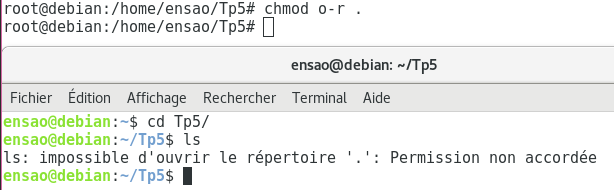 root@debian:/home/ensao/Tp5# chmod o-r .
root@debian:/home/ensao/Tp5#
ensao@debian: ~/Tp5
Fichier Édition Affichage Rechercher Terminal Aide
ensao@debian:~$ cd Tp5/
ensao@debian:~/Tp5$ ls
ls: impossible d'ouvrir le répertoire '.': Permission non accordée
ensao@debian:~/Tp5$